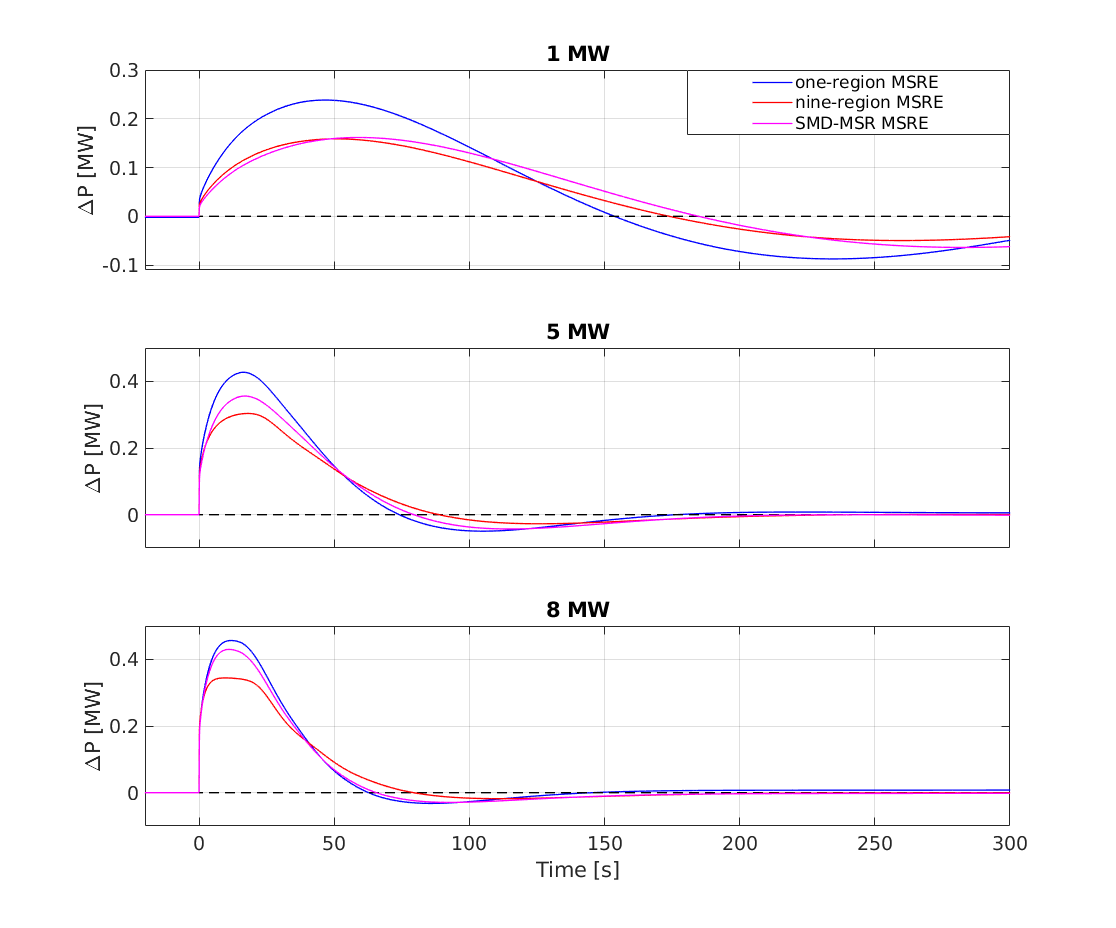 1 MW
0.3
0.2
0.1
0
-0.1
ΔP [MW]
one-region MSRE
nine-region MSRE
SMD-MSR MSRE
5 MW
0.4
0.2
0
ΔP [MW]
8 MW
0.4
0.2
0
ΔP [MW]
0 50 100 150 200 250 300
Time [s]